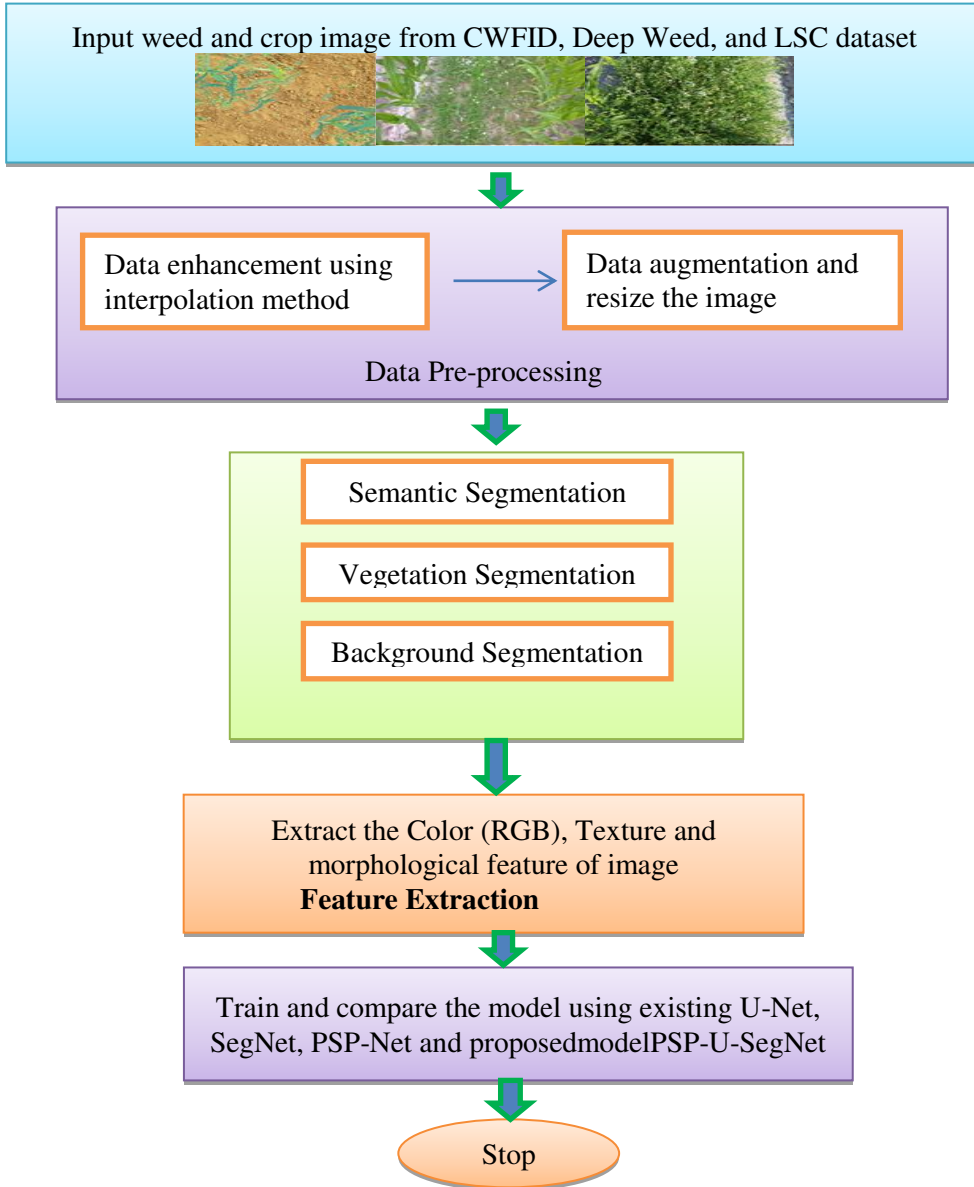 Input weed and crop image from CWFID, Deep Weed, and LSC dataset
Data enhancement using
interpolation method
Data augmentation and
resize the image
Data Pre-processing
Semantic Segmentation
Vegetation Segmentation
Background Segmentation
Extract the Color (RGB), Texture and
morphological feature of image
Feature Extraction
Train and compare the model using existing U-Net,
SegNet, PSP-Net and proposedmodelPSP-U-SegNet
Stop